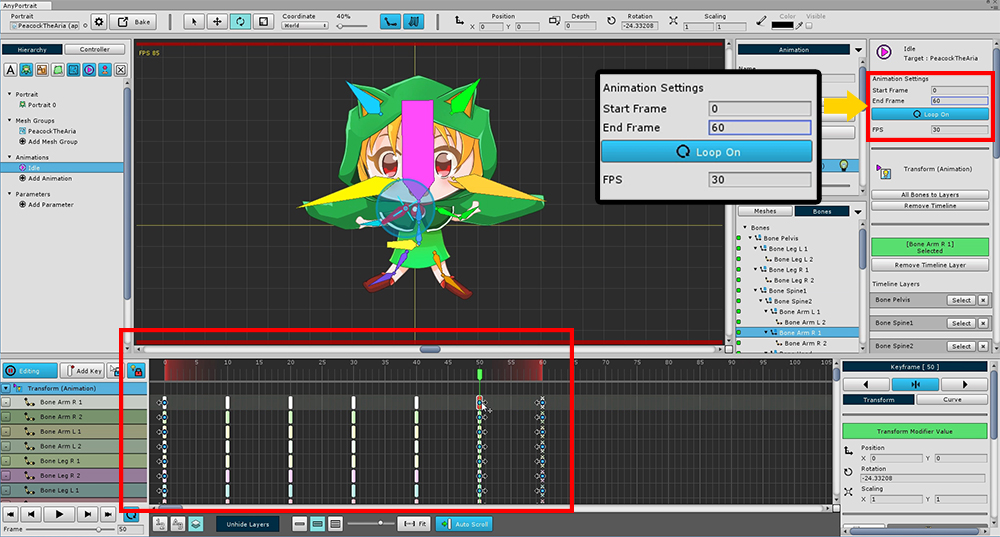 AnyPortrait
Portrait
PeacockTheAria (ap
Bake
Coordinate
World
40%
Position
X 0 Y 0
Depth
0
Rotation
-24.33208
Scaling
X 1 Y 1
Color
Visible
Hierarchy
Controller
Portrait
Portrait 0
Mesh Groups
PeacockTheAria
Add Mesh Group
Animations
Idle
Add Animation
Parameters
Add Parameter
FPS 85
Animation Settings
Start Frame 0
End Frame 60
Loop On
FPS 30
Animation
Meshes
Bones
Bones
Bone Pelvis
Bone Leg L 1
Bone Leg L 2
Bone Leg R 1
Bone Leg R 2
Bone Spine1
Bone Spine2
Bone Arm L 1
Bone Arm L 2
Bone Arm R 1
Bone Arm R 2
Idle
Target : PeacockTheAria
Animation Settings
Start Frame 0
End Frame 60
Loop On
FPS 30
Transform (Animation)
All Bones to Layers
Remove Timeline
[Bone Arm R 1]
Selected
Remove Timeline Layer
Timeline Layers
Bone Pelvis Select
Bone Spine1 Select
Bone Spine2 Select
Editing
Add Key
0 5 10 15 20 25 30 35 40 45 50 55 60 65 70 75 80 85 90 95 100 105
Transform (Animation)
Bone Arm R 1
Bone Arm R 2
Bone Arm L 1
Bone Arm L 2
Bone Leg R 1
Bone Leg R 2
Bone Leg L 1
Frame 50
Unhide Layers
fit
Auto Scroll
Keyframe [ 50 ]
Transform
Curve
Transform Modifier Value
Position
X 0 Y 0
Rotation
-24.33208
Scaling
X 1 Y 1